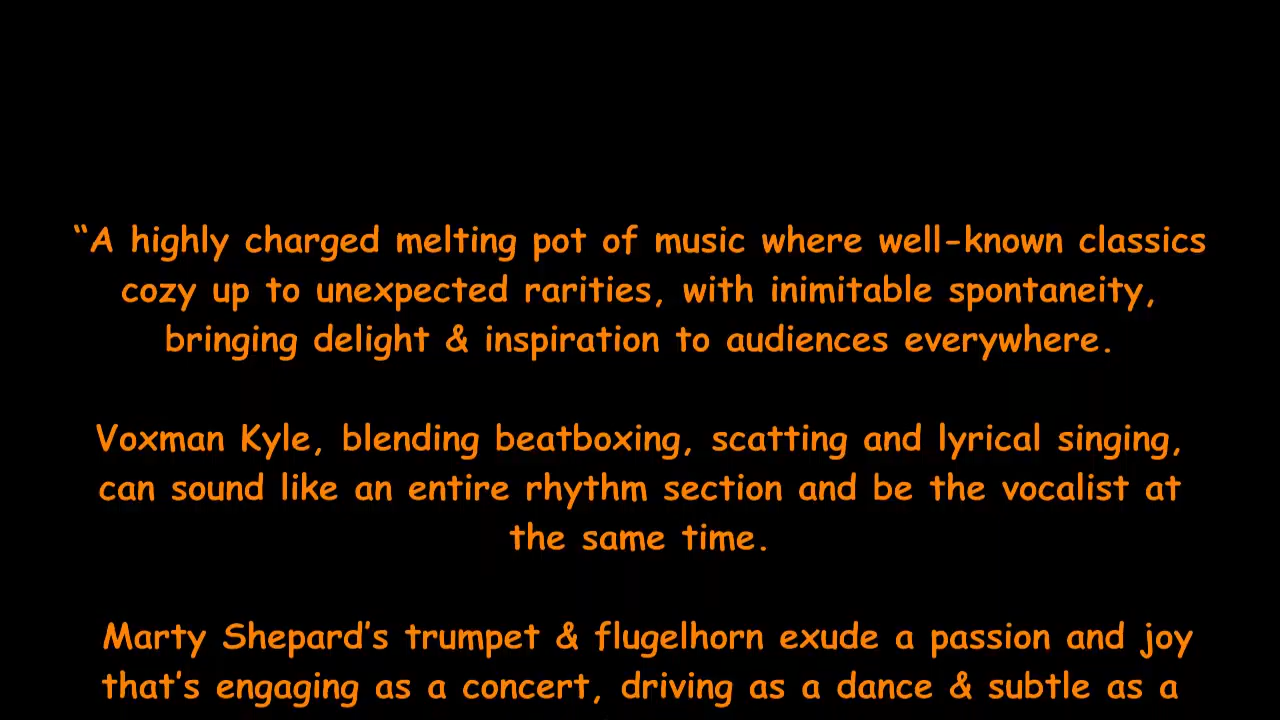 “A highly charged melting pot of music where well-known classics
cozy up to unexpected rarities, with inimitable spontaneity,
bringing delight & inspiration to audiences everywhere.
Voxman Kyle, blending beatboxing, scatting and lyrical singing,
can sound like an entire rhythm section and be the vocalist at
the same time.
Marty Shepard’s trumpet & flugelhorn exude a passion and joy
that’s engaging as a concert, driving as a dance & subtle as a